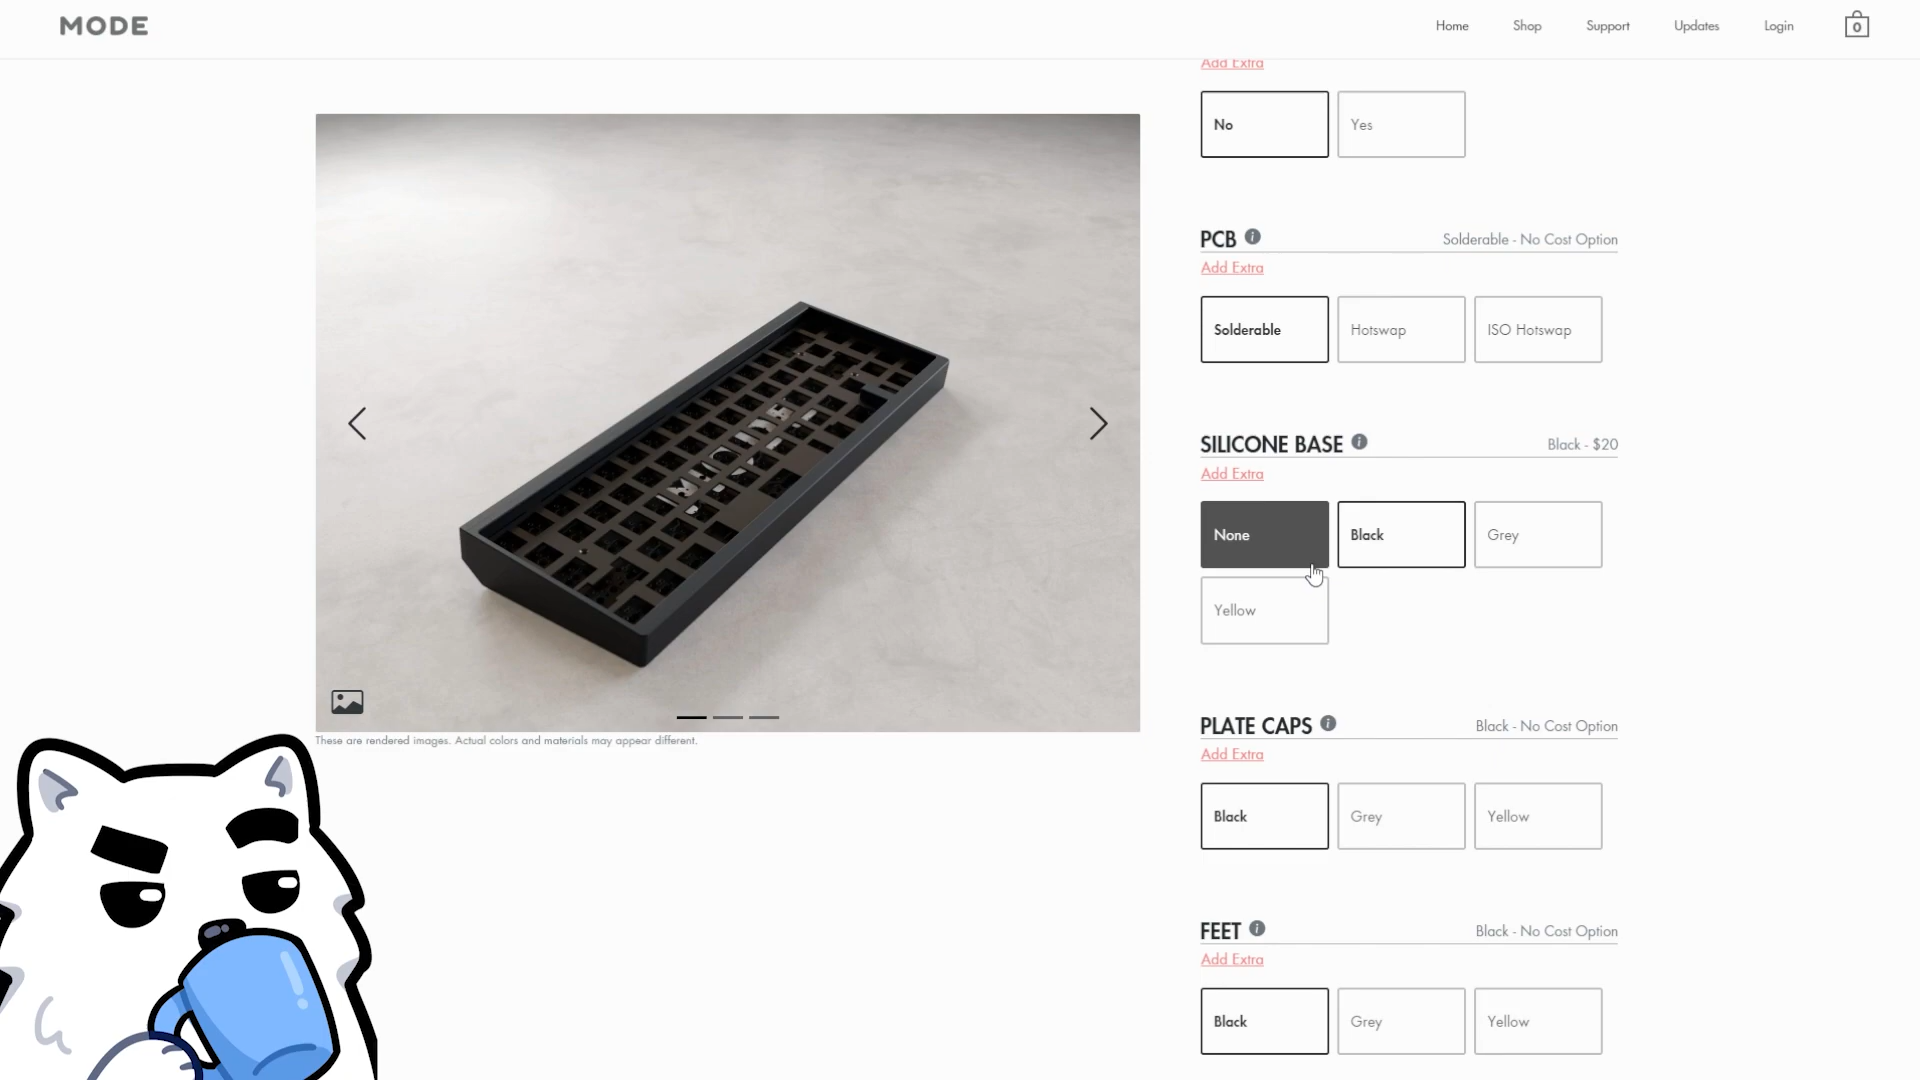 MODE
Home
Shop
Support
Updates
Login
0
Add Extra
No
Yes
PCB
Solderable - No Cost Option
Add Extra
Solderable
Hotswap
ISO Hotswap
SILICONE BASE
Black - $20
Add Extra
None
Black
Grey
Yellow
PLATE CAPS
Black - No Cost Option
Add Extra
Black
Grey
Yellow
FEET
Black - No Cost Option
Add Extra
Black
Grey
Yellow
These are rendered images. Actual colors and materials may appear different.